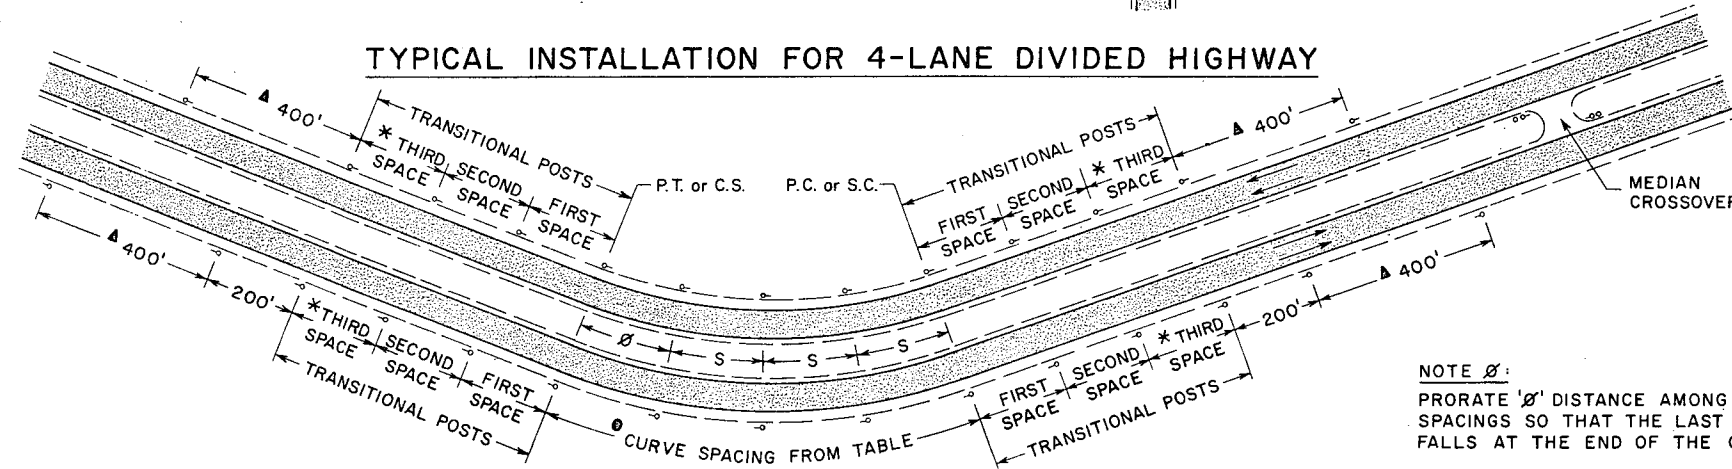 TYPICAL INSTALLATION FOR 4-LANE DIVIDED HIGHWAY
400'
TRANSITIONAL POSTS
* THIRD SPACE
SECOND SPACE
FIRST SPACE
P.T. or C.S.
P.C. or S.C.
TRANSITIONAL POSTS
FIRST SPACE
SECOND SPACE
* THIRD SPACE
400'
MEDIAN
CROSSOVER
400'
200'
* THIRD SPACE
SECOND SPACE
FIRST SPACE
TRANSITIONAL POSTS
Ø
S
S
S
CURVE SPACING FROM TABLE
FIRST SPACE
SECOND SPACE
* THIRD SPACE
TRANSITIONAL POSTS
200'
400'
NOTE Ø:
PRORATE 'Ø' DISTANCE AMONG
SPACINGS SO THAT THE LAST
FALLS AT THE END OF THE